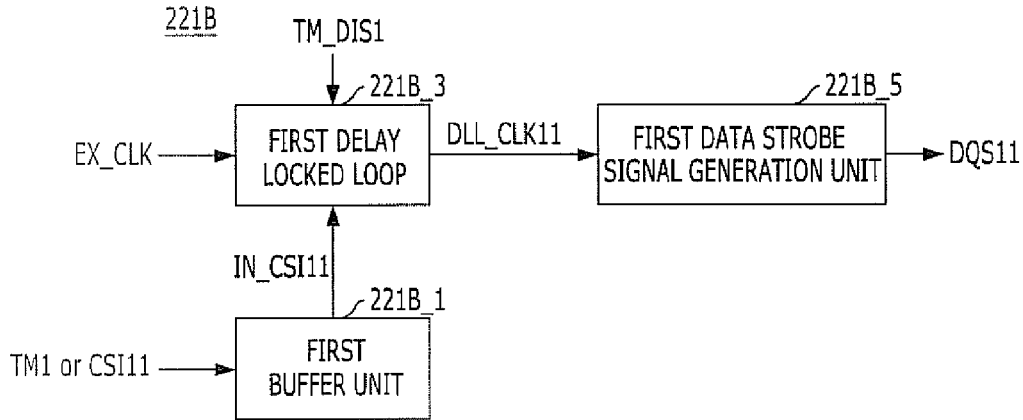 221B
TM_DIS1
221B_3
221B_5
EX_CLK
FIRST DELAY
LOCKED LOOP
DLL_CLK11
FIRST DATA STROBE
SIGNAL GENERATION UNIT
DQS11
IN_CSI11
221B_1
TM1 or CSI11
FIRST
BUFFER UNIT